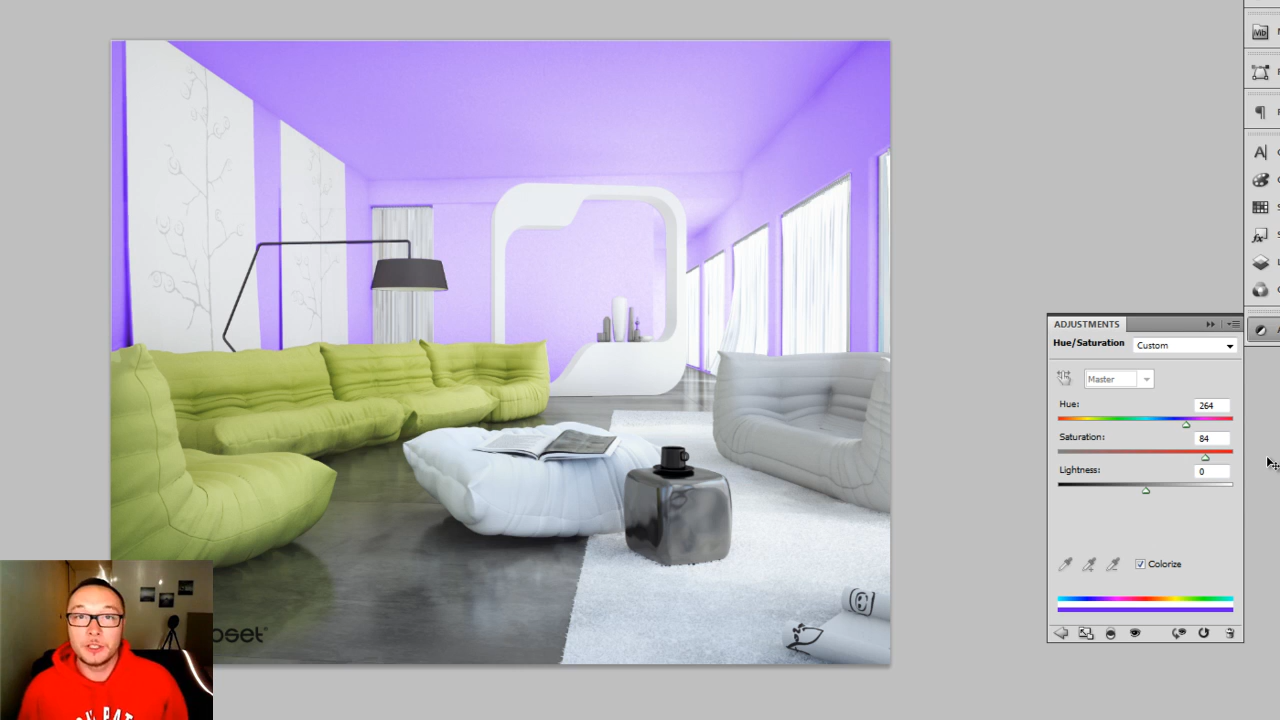 ADJUSTMENTS
Hue/Saturation
Custom
Master
Hue:
264
Saturation:
84
Lightness:
0
Colorize
oset